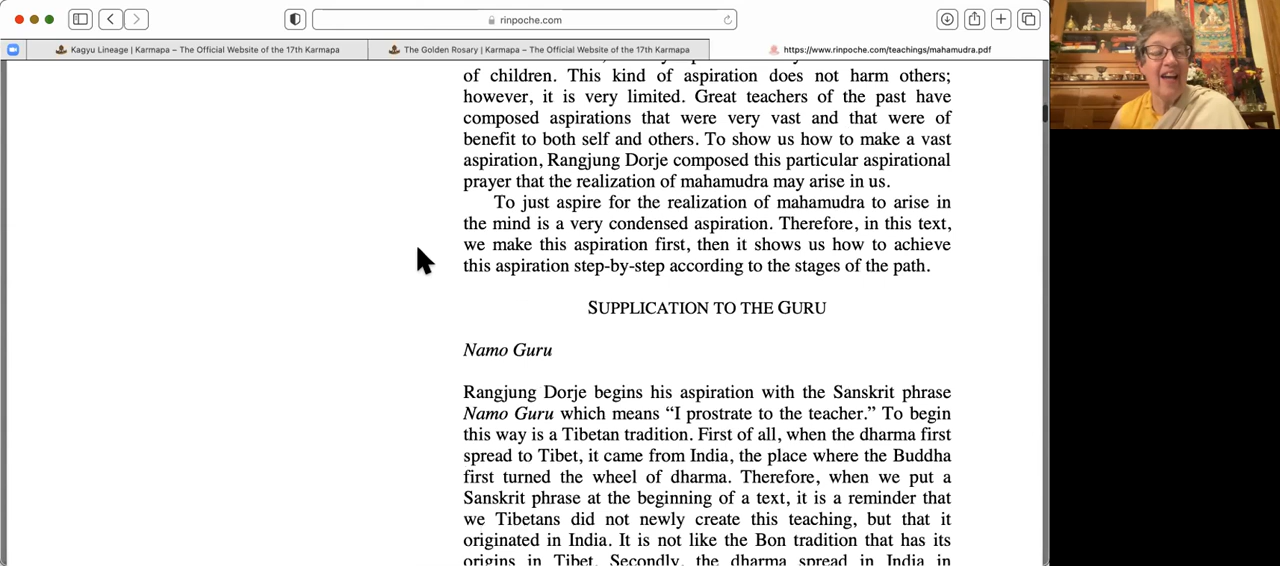 rinpoche.com
Kagyu Lineage | Karmapa – The Official Website of the 17th Karmapa
The Golden Rosary | Karmapa – The Official Website of the 17th Karmapa
https://www.rinpoche.com/teachings/mahamudra.pdf
of children. This kind of aspiration does not harm others;
however, it is very limited. Great teachers of the past have
composed aspirations that were very vast and that were of
benefit to both self and others. To show us how to make a vast
aspiration, Rangjung Dorje composed this particular aspirational
prayer that the realization of mahamudra may arise in us.
To just aspire for the realization of mahamudra to arise in
the mind is a very condensed aspiration. Therefore, in this text,
we make this aspiration first, then it shows us how to achieve
this aspiration step-by-step according to the stages of the path.
SUPPLICATION TO THE GURU
Namo Guru
Rangjung Dorje begins his aspiration with the Sanskrit phrase
Namo Guru which means “I prostrate to the teacher.” To begin
this way is a Tibetan tradition. First of all, when the dharma first
spread to Tibet, it came from India, the place where the Buddha
first turned the wheel of dharma. Therefore, when we put a
Sanskrit phrase at the beginning of a text, it is a reminder that
we Tibetans did not newly create this teaching, but that it
originated in India. It is not like the Bon tradition that has its
origins in Tibet. Secondly, the dharma spread in India in